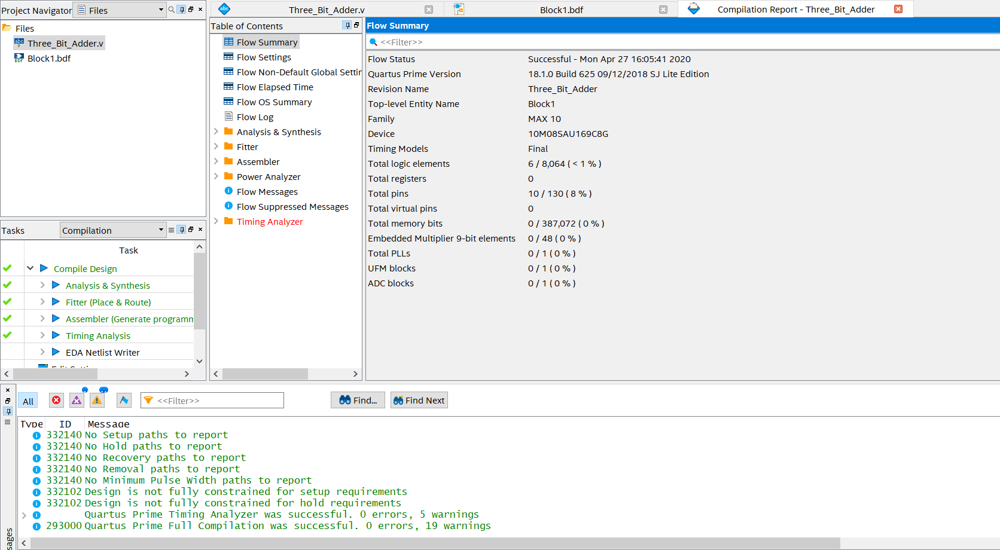 Project Navigator Files
Files
Three_Bit_Adder.v
Block1.bdf
Tasks Compilation
Task
Compile Design
Analysis & Synthesis
Fitter (Place & Route)
Assembler (Generate programm
Timing Analysis
EDA Netlist Writer
Three_Bit_Adder.v
Block1.bdf
Compilation Report - Three_Bit_Adder
Table of Contents
Flow Summary
Flow Settings
Flow Non-Default Global Settin
Flow Elapsed Time
Flow OS Summary
Flow Log
Analysis & Synthesis
Fitter
Assembler
Power Analyzer
Flow Messages
Flow Suppressed Messages
Timing Analyzer
Flow Summary
<<Filter>>
Flow Status Successful - Mon Apr 27 16:05:41 2020
Quartus Prime Version 18.1.0 Build 625 09/12/2018 SJ Lite Edition
Revision Name Three_Bit_Adder
Top-level Entity Name Block1
Family MAX 10
Device 10M08SAU169C8G
Timing Models Final
Total logic elements 6 / 8,064 ( < 1 % )
Total registers 0
Total pins 10 / 130 ( 8 % )
Total virtual pins 0
Total memory bits 0 / 387,072 ( 0 % )
Embedded Multiplier 9-bit elements 0 / 48 ( 0 % )
Total PLLs 0 / 1 ( 0 % )
UFM blocks 0 / 1 ( 0 % )
ADC blocks 0 / 1 ( 0 % )
All <<Filter>> Find... Find Next
Type ID Message
332140 No Setup paths to report
332140 No Hold paths to report
332140 No Recovery paths to report
332140 No Removal paths to report
332140 No Minimum Pulse Width paths to report
332102 Design is not fully constrained for setup requirements
332102 Design is not fully constrained for hold requirements
Quartus Prime Timing Analyzer was successful. 0 errors, 5 warnings
293000 Quartus Prime Full Compilation was successful. 0 errors, 19 warnings
sages